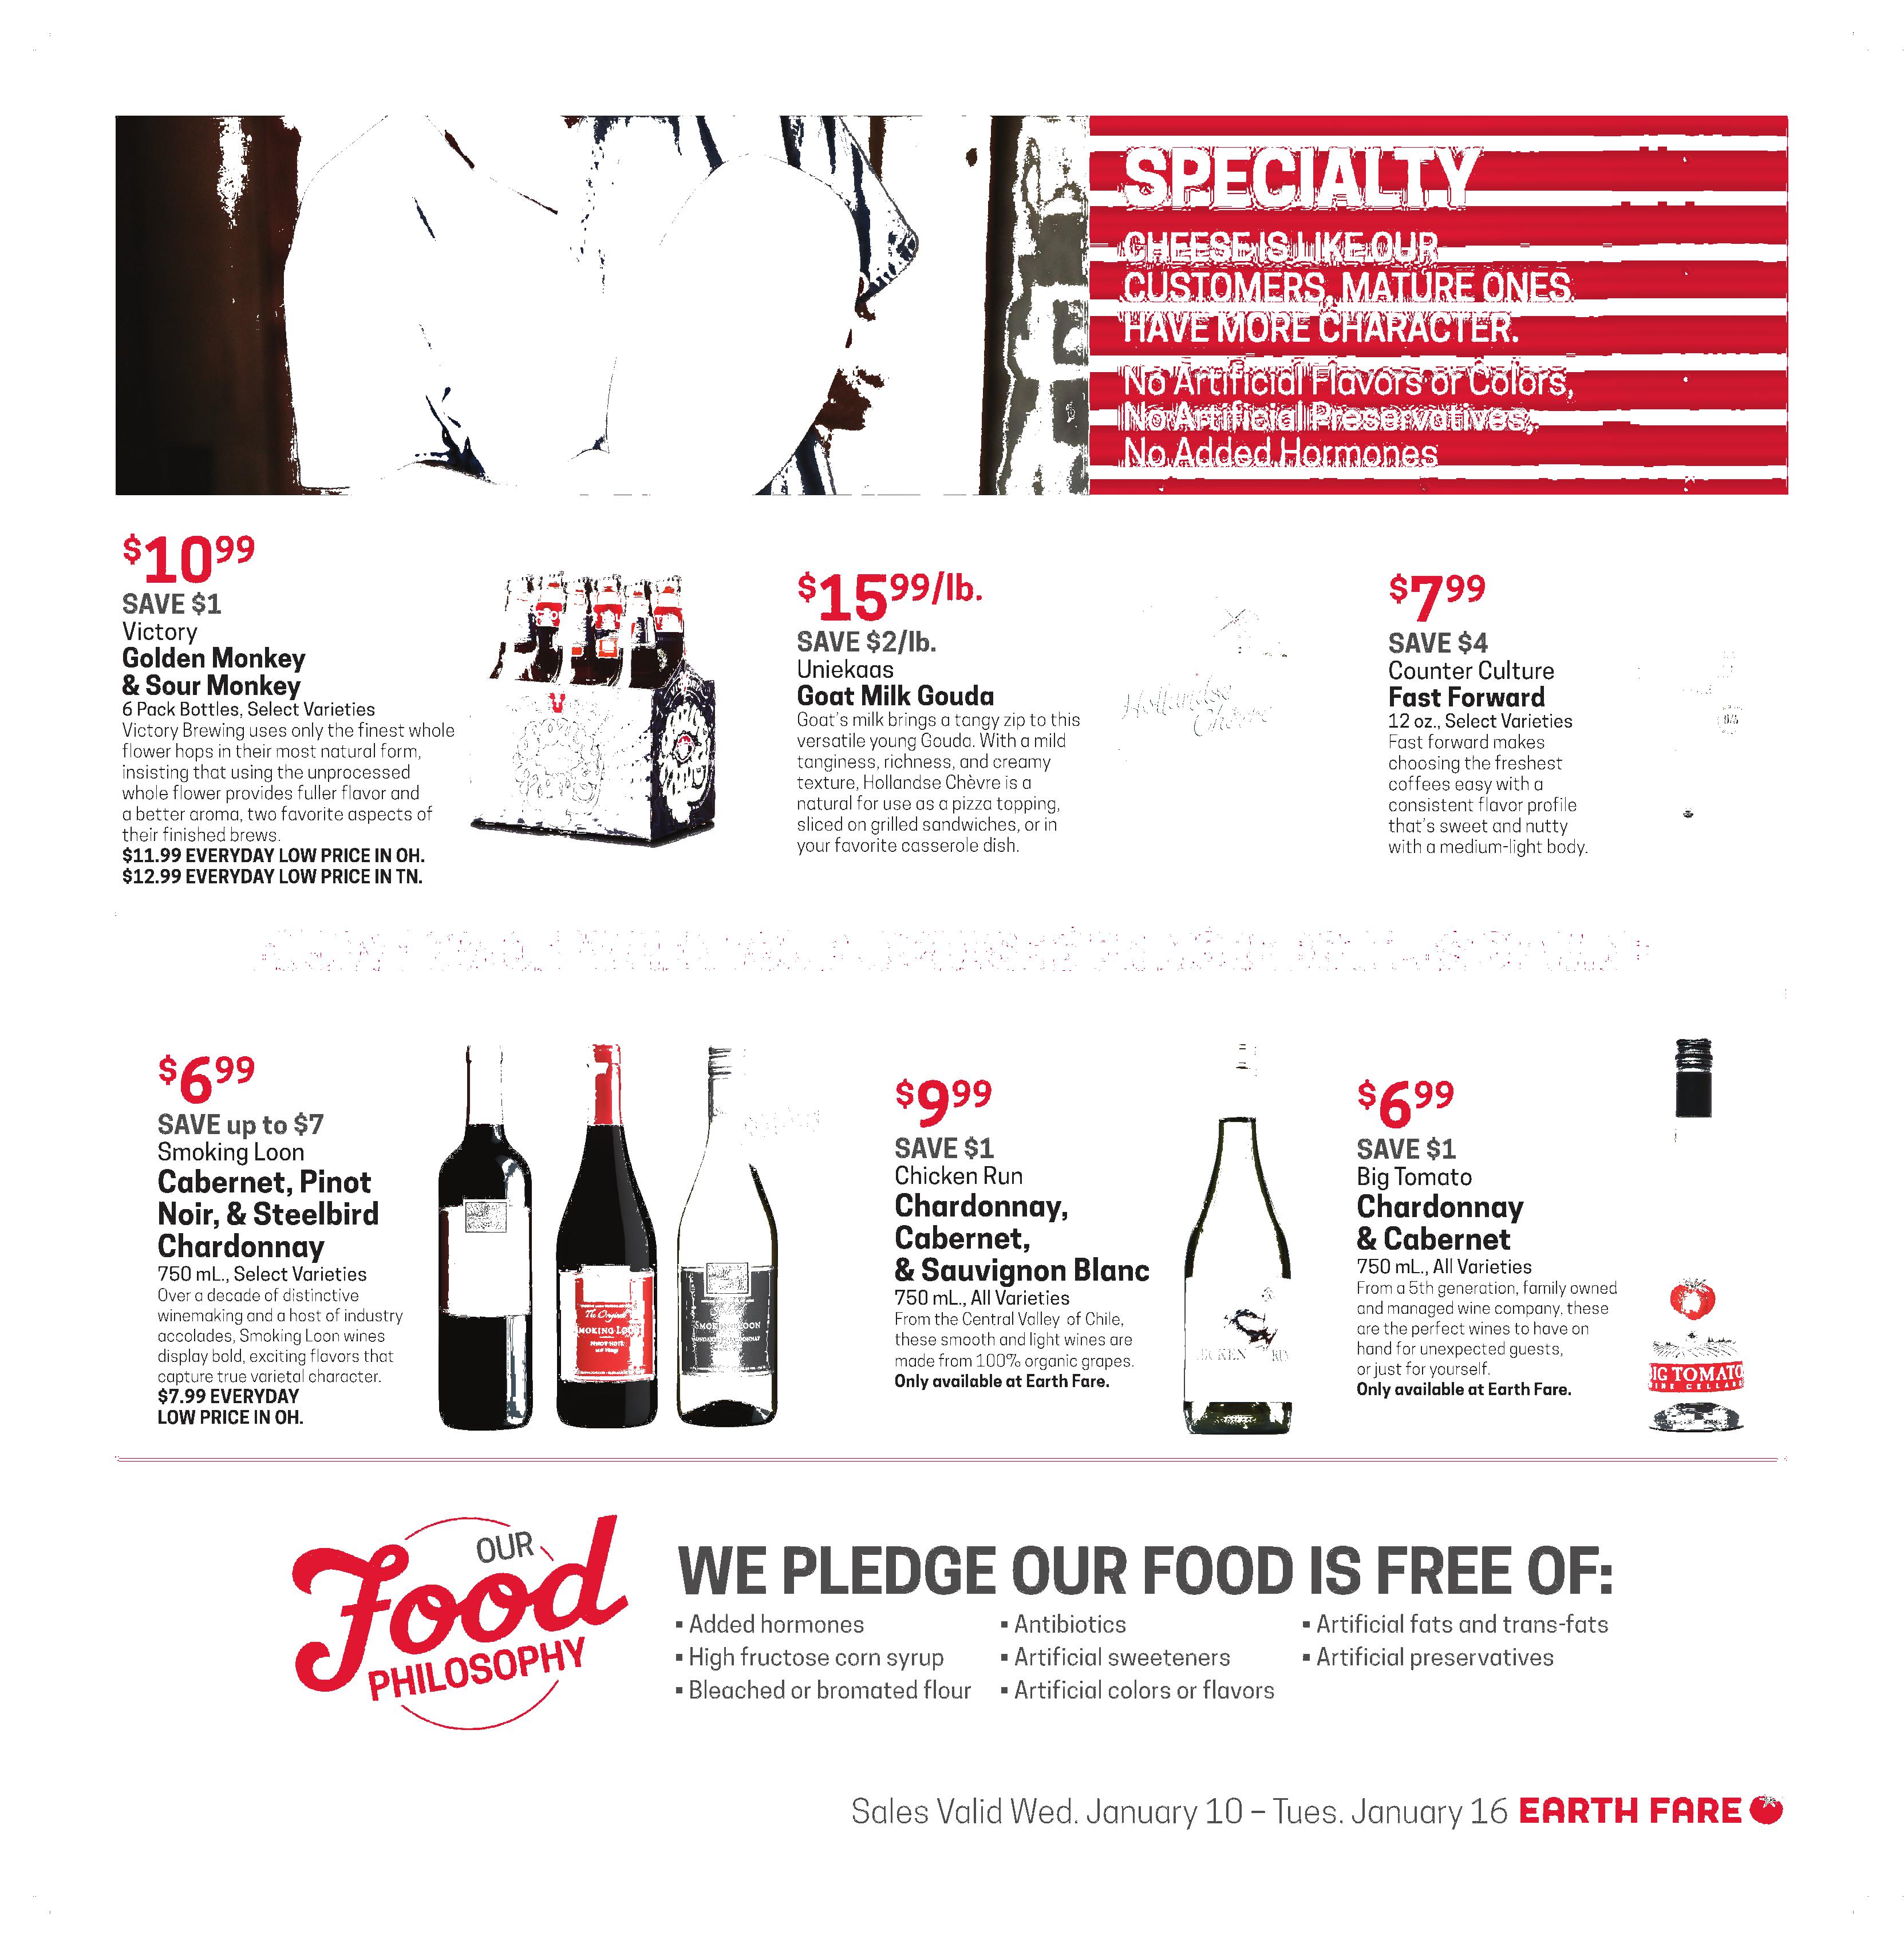 SPECIALTY
CHEESE IS LIKE OUR
CUSTOMERS, MATURE ONES
HAVE MORE CHARACTER.
No Artificial Flavors or Colors,
No Artificial Preservatives,
No Added Hormones
$10 99
SAVE $1
Victory
Golden Monkey
& Sour Monkey
6 Pack Bottles, Select Varieties
Victory Brewing uses only the finest whole
flower hops in their most natural form,
insisting that using the unprocessed
whole flower provides fuller flavor and
a better aroma, two favorite aspects of
their finished brews.
$11.99 EVERYDAY LOW PRICE IN OH.
$12.99 EVERYDAY LOW PRICE IN TN.
$15 99/lb.
SAVE $2/lb.
Uniekaas
Goat Milk Gouda
Goat's milk brings a tangy zip to this
versatile young Gouda. With a mild
tanginess, richness, and creamy
texture, Hollandse Chèvre is a
natural for use as a pizza topping,
sliced on grilled sandwiches, or in
your favorite casserole dish.
Hollandse
Chèvre
$7 99
SAVE $4
Counter Culture
Fast Forward
12 oz., Select Varieties
Fast forward makes
choosing the freshest
coffees easy with a
consistent flavor profile
that's sweet and nutty
with a medium-light body.
$6 99
SAVE up to $7
Smoking Loon
Cabernet, Pinot
Noir, & Steelbird
Chardonnay
750 mL., Select Varieties
Over a decade of distinctive
winemaking and a host of industry
accolades, Smoking Loon wines
display bold, exciting flavors that
capture true varietal character.
$7.99 EVERYDAY
LOW PRICE IN OH.
The Original
SMOKING LOON
PINOT NOIR
SMOKING LOON
$9 99
SAVE $1
Chicken Run
Chardonnay,
Cabernet,
& Sauvignon Blanc
750 mL., All Varieties
From the Central Valley of Chile,
these smooth and light wines are
made from 100% organic grapes.
Only available at Earth Fare.
$6 99
SAVE $1
Big Tomato
Chardonnay
& Cabernet
750 mL., All Varieties
From a 5th generation, family owned
and managed wine company, these
are the perfect wines to have on
hand for unexpected guests,
or just for yourself.
Only available at Earth Fare.
BIG TOMATO
WINE CELLARS
OUR
Food
PHILOSOPHY
WE PLEDGE OUR FOOD IS FREE OF:
▪ Added hormones
▪ High fructose corn syrup
▪ Bleached or bromated flour
▪ Antibiotics
▪ Artificial sweeteners
▪ Artificial colors or flavors
▪ Artificial fats and trans-fats
▪ Artificial preservatives
Sales Valid Wed. January 10 – Tues. January 16 EARTH FARE